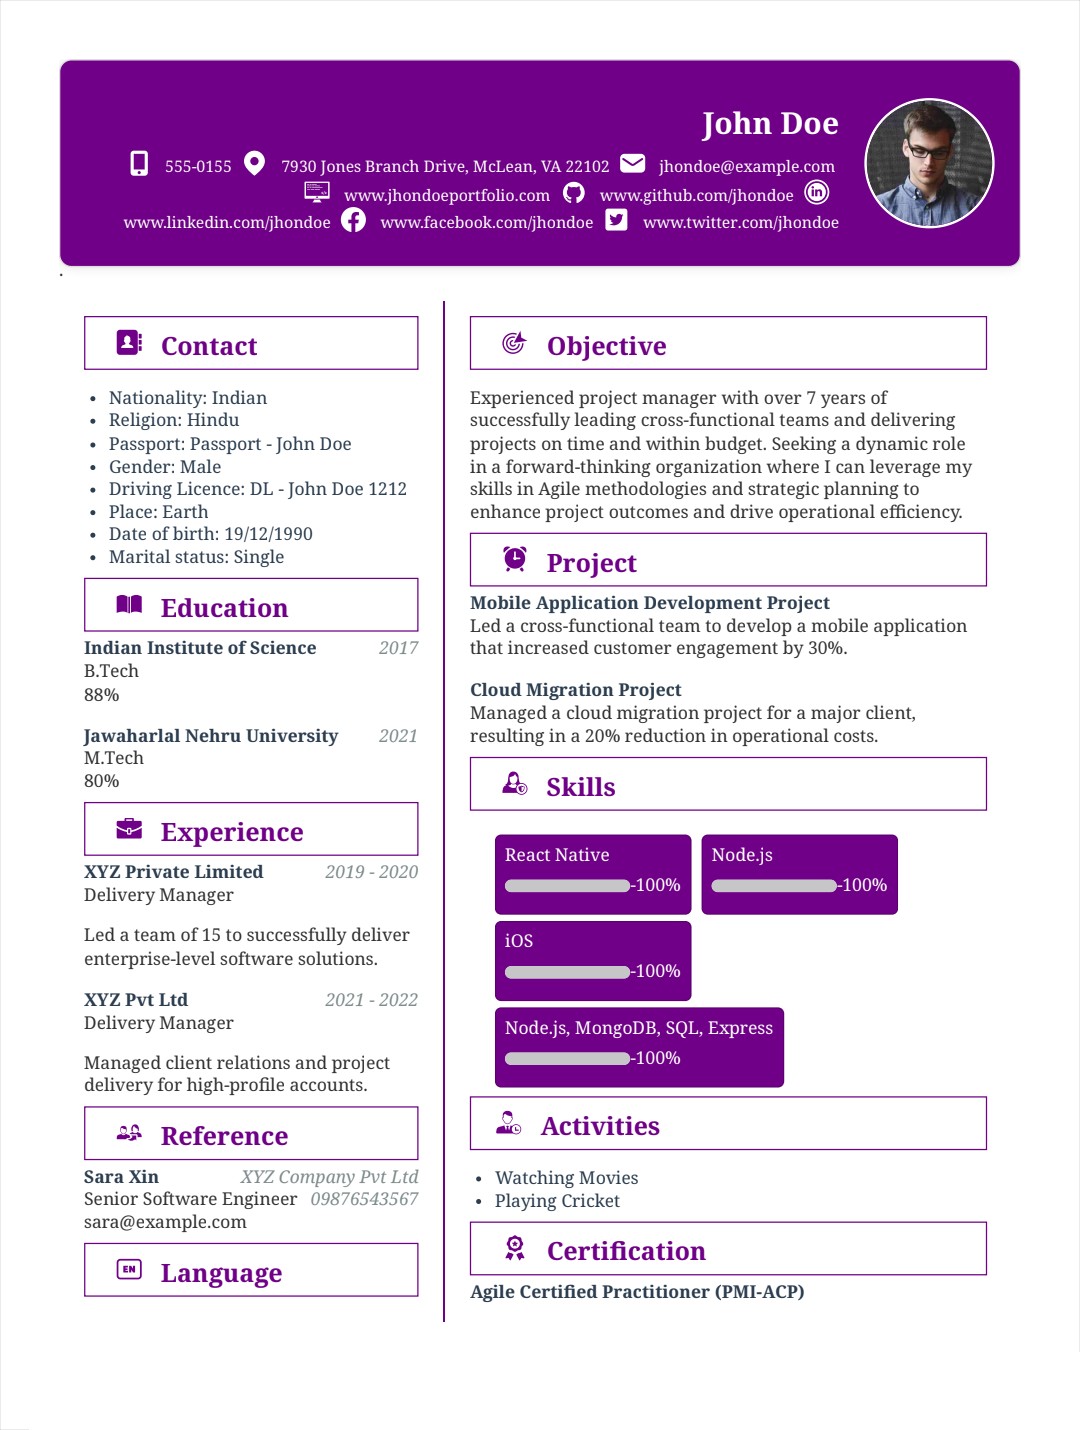 John Doe
555-0155 7930 Jones Branch Drive, McLean, VA 22102 jhondoe@example.com
www.jhondoeportfolio.com www.github.com/jhondoe
www.linkedin.com/jhondoe www.facebook.com/jhondoe www.twitter.com/jhondoe
.
Contact
• Nationality: Indian
• Religion: Hindu
• Passport: Passport - John Doe
• Gender: Male
• Driving Licence: DL - John Doe 1212
• Place: Earth
• Date of birth: 19/12/1990
• Marital status: Single
Education
Indian Institute of Science 2017
B.Tech
88%
Jawaharlal Nehru University 2021
M.Tech
80%
Experience
XYZ Private Limited 2019 - 2020
Delivery Manager
Led a team of 15 to successfully deliver
enterprise-level software solutions.
XYZ Pvt Ltd 2021 - 2022
Delivery Manager
Managed client relations and project
delivery for high-profile accounts.
Reference
Sara Xin XYZ Company Pvt Ltd
Senior Software Engineer 09876543567
sara@example.com
EN Language
Objective
Experienced project manager with over 7 years of
successfully leading cross-functional teams and delivering
projects on time and within budget. Seeking a dynamic role
in a forward-thinking organization where I can leverage my
skills in Agile methodologies and strategic planning to
enhance project outcomes and drive operational efficiency.
Project
Mobile Application Development Project
Led a cross-functional team to develop a mobile application
that increased customer engagement by 30%.
Cloud Migration Project
Managed a cloud migration project for a major client,
resulting in a 20% reduction in operational costs.
Skills
React Native Node.js
-100% -100%
iOS
-100%
Node.js, MongoDB, SQL, Express
-100%
Activities
• Watching Movies
• Playing Cricket
Certification
Agile Certified Practitioner (PMI-ACP)